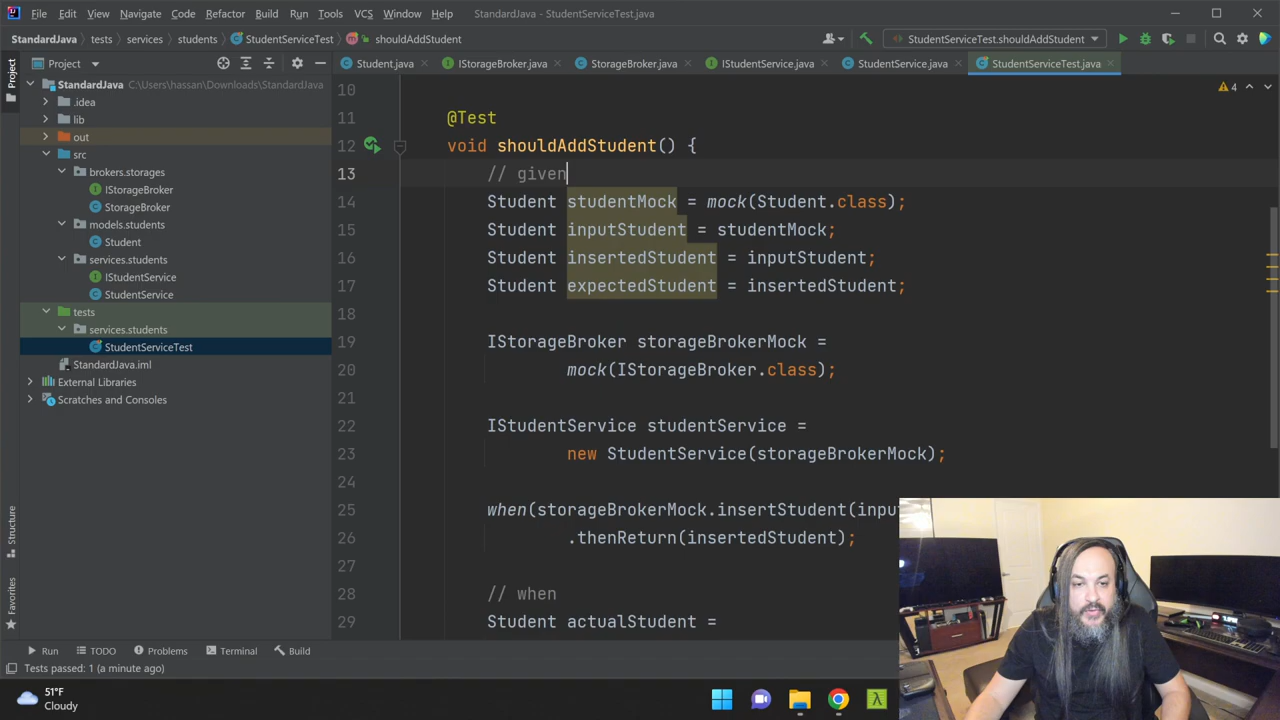 File Edit View Navigate Code Refactor Build Run Tools VCS Window Help StandardJava - StudentServiceTest.java
StandardJava tests services students StudentServiceTest shouldAddStudent StudentServiceTest.shouldAddStudent
Project
Project
Student.java IStorageBroker.java StorageBroker.java IStudentService.java StudentService.java StudentServiceTest.java
StandardJava C:\Users\hassan\Downloads\StandardJava
.idea
lib
out
src
brokers.storages
IStorageBroker
StorageBroker
models.students
Student
services.students
IStudentService
StudentService
tests
services.students
StudentServiceTest
StandardJava.iml
External Libraries
Scratches and Consoles
Structure
Favorites
4
10
11 @Test
12 void shouldAddStudent() {
13 // given
14 Student studentMock = mock(Student.class);
15 Student inputStudent = studentMock;
16 Student insertedStudent = inputStudent;
17 Student expectedStudent = insertedStudent;
18
19 IStorageBroker storageBrokerMock =
20 mock(IStorageBroker.class);
21
22 IStudentService studentService =
23 new StudentService(storageBrokerMock);
24
25 when(storageBrokerMock.insertStudent(inpu
26 .thenReturn(insertedStudent);
27
28 // when
29 Student actualStudent =
Run TODO Problems Terminal Build
Tests passed: 1 (a minute ago)
51°F
Cloudy